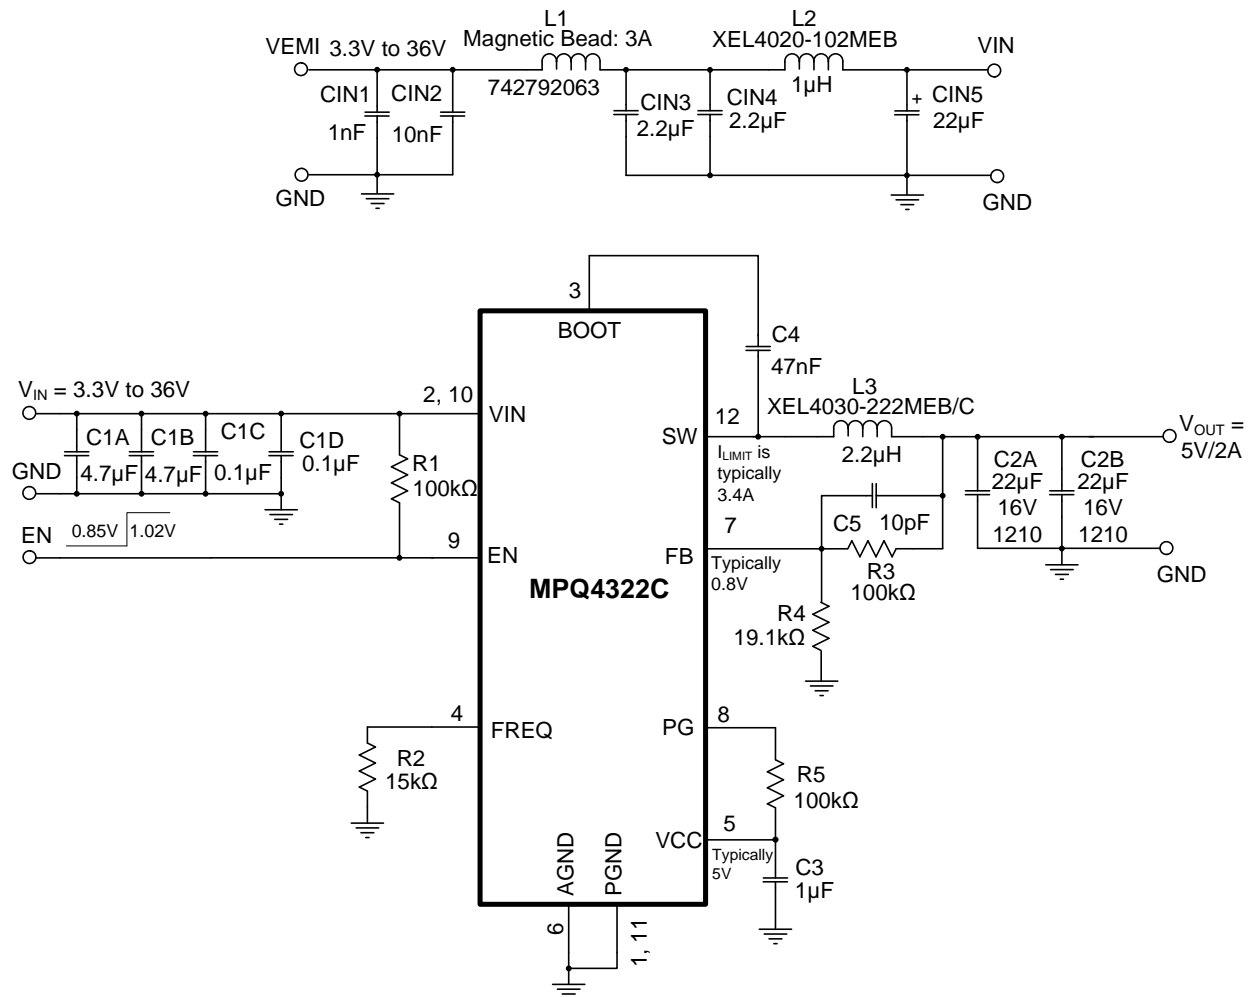 L1
Magnetic Bead: 3A
742792063
L2
XEL4020-102MEB
1µH
VEMI 3.3V to 36V
VIN
CIN1
1nF
CIN2
10nF
CIN3
2.2µF
CIN4
2.2µF
+
CIN5
22µF
GND
GND
3
BOOT
C4
47nF
VIN = 3.3V to 36V
2, 10
VIN
C1A
4.7µF
C1B
4.7µF
C1C
0.1µF
C1D
0.1µF
GND
R1
100kΩ
EN
0.85V
1.02V
9
EN
12
SW
ILIMIT is
typically
3.4A
L3
XEL4030-222MEB/C
2.2µH
VOUT =
5V/2A
C2A
22µF
16V
1210
C2B
22µF
16V
1210
GND
7
FB
Typically
0.8V
C5
10pF
R3
100kΩ
R4
19.1kΩ
MPQ4322C
4
FREQ
R2
15kΩ
8
PG
R5
100kΩ
5
VCC
Typically
5V
C3
1µF
AGND
PGND
6
1, 11